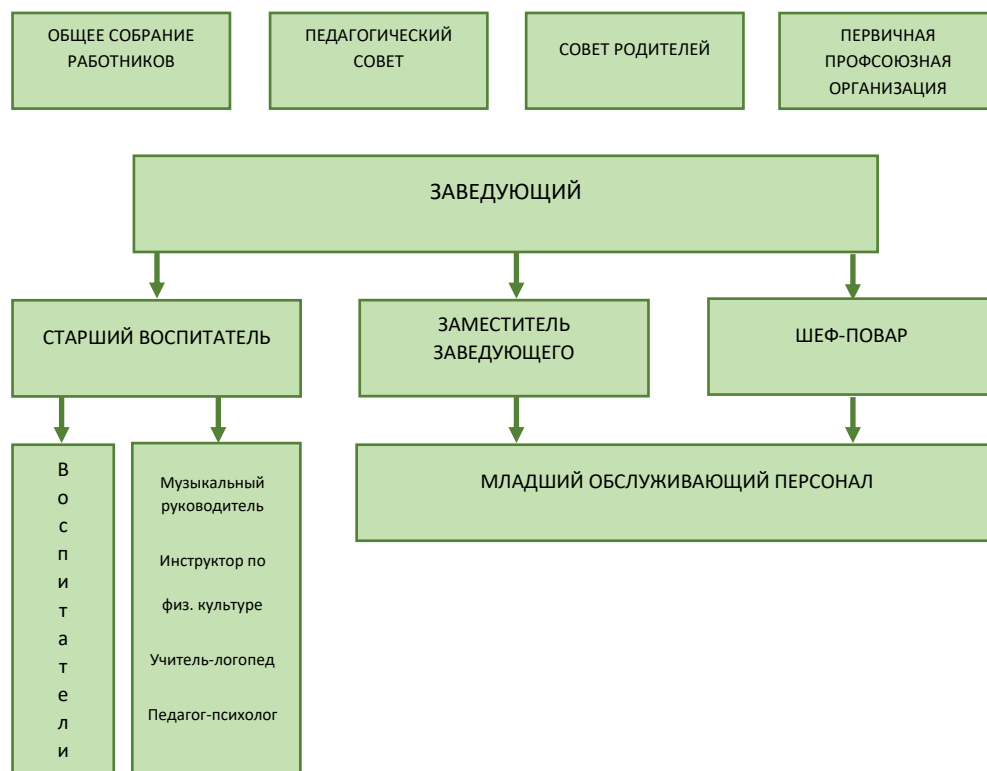 ОБЩЕЕ СОБРАНИЕ
РАБОТНИКОВ
ПЕДАГОГИЧЕСКИЙ
СОВЕТ
СОВЕТ РОДИТЕЛЕЙ
ПЕРВИЧНАЯ
ПРОФСОЮЗНАЯ
ОРГАНИЗАЦИЯ
ЗАВЕДУЮЩИЙ
СТАРШИЙ ВОСПИТАТЕЛЬ
ЗАМЕСТИТЕЛЬ
ЗАВЕДУЮЩЕГО
ШЕФ-ПОВАР
В
о
с
п
и
т
а
т
е
л
и
Музыкальный
руководитель
Инструктор по
физ. культуре
Учитель-логопед
Педагог-психолог
МЛАДШИЙ ОБСЛУЖИВАЮЩИЙ ПЕРСОНАЛ